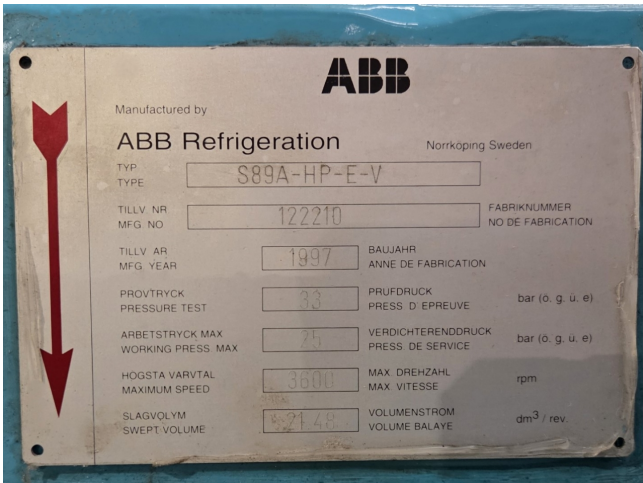 ABB
Manufactured by
ABB Refrigeration Norrköping Sweden
TYP
TYPE S89A-HP-E-V
TILLV. NR FABRIKNUMMER
MFG NO 122210 NO DE FABRICATION
TILLV ÅR BAUJAHR
MFG YEAR 1997 ANNE DE FABRICATION
PROVTRYCK PRUFDRUCK
PRESSURE TEST 33 PRESS D´EPREUVE bar (ö. g. ü. e)
ARBETSTRYCK MAX VERDICHTERENDDRUCK
WORKING PRESS. MAX 25 PRESS. DE SERVICE bar (ö. g. ü. e)
HÖGSTA VARVTAL MAX. DREHZAHL
MAXIMUM SPEED 3600 MAX VITESSE rpm
SLAGVOLYM VOLUMENSTROM
SWEPT VOLUME 21.48 VOLUME BALAYE dm³ / rev.